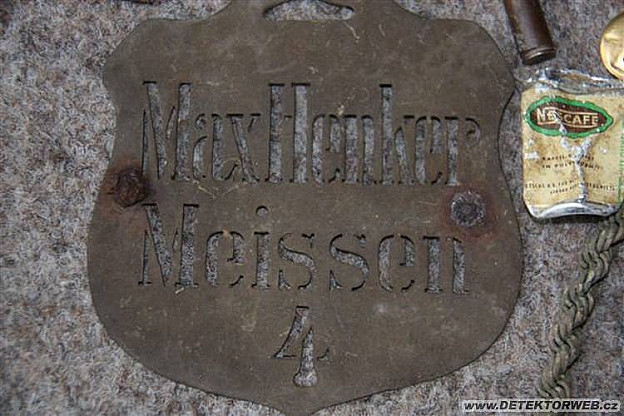 Max Henker
Meissen
4
NESCAFE
www.DETEKTORWEB.cz